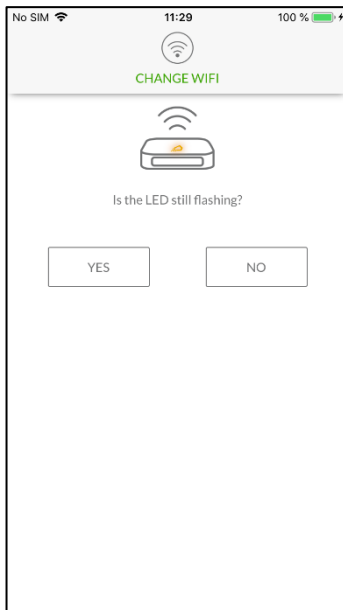 No SIM 11:29 100 %
CHANGE WIFI
Is the LED still flashing?
YES NO